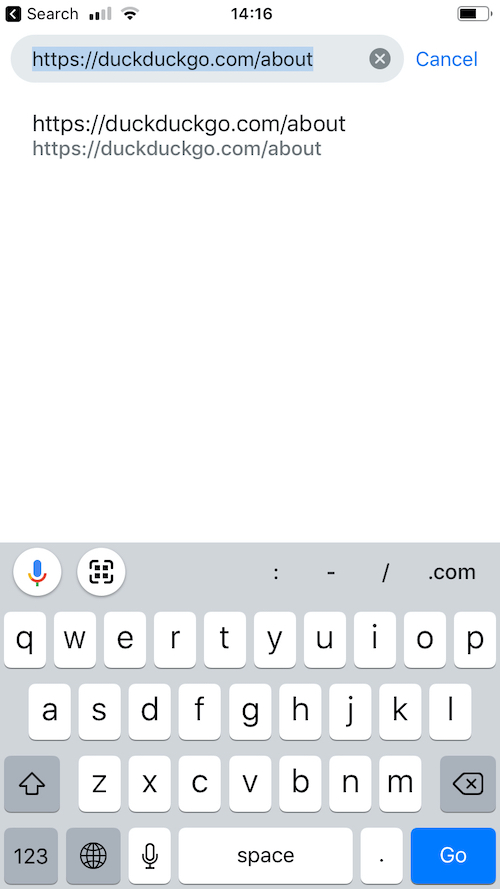 Search 14:16
https://duckduckgo.com/about Cancel
https://duckduckgo.com/about
https://duckduckgo.com/about
: - / .com
q w e r t y u i o p
a s d f g h j k l
z x c v b n m
123 space . Go